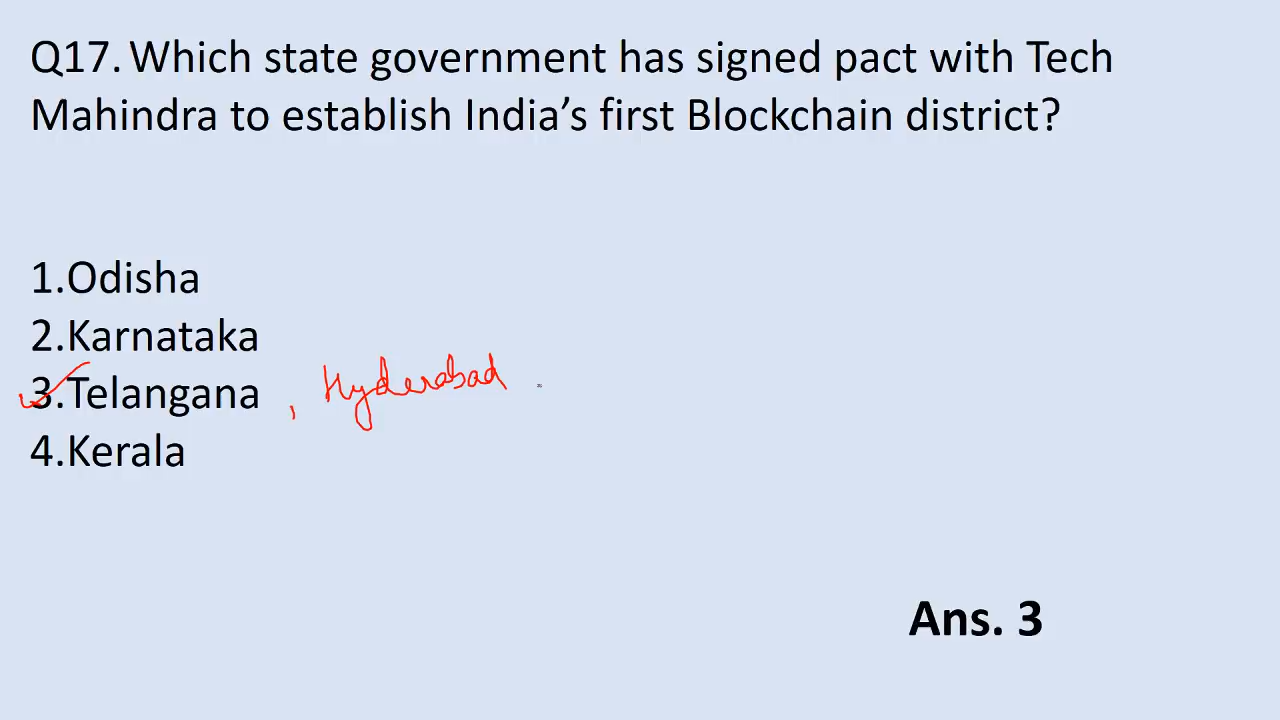 Q17. Which state government has signed pact with Tech
Mahindra to establish India’s first Blockchain district?
1.Odisha
2.Karnataka
3.Telangana , Hyderabad
4.Kerala
Ans. 3